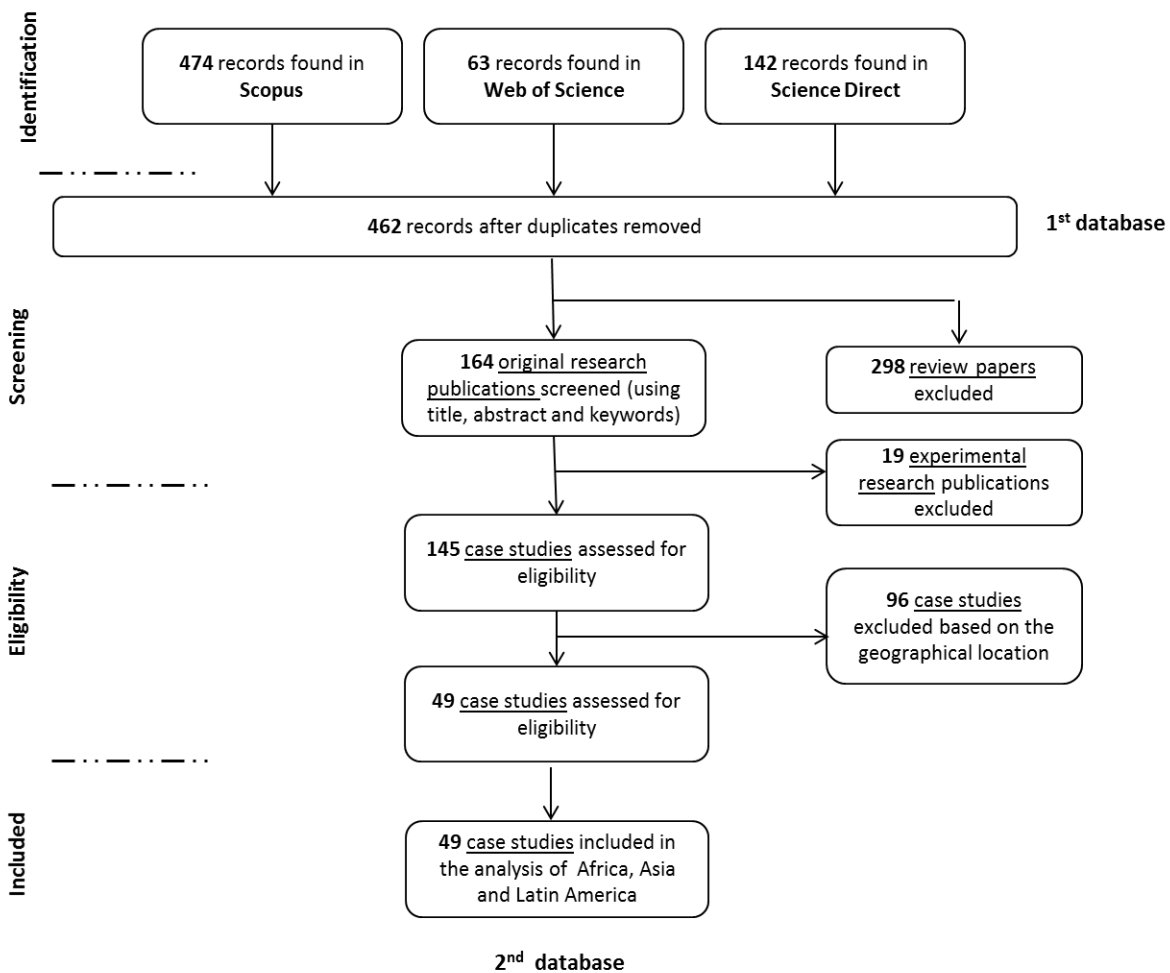 Identification
474 records found in
Scopus
63 records found in
Web of Science
142 records found in
Science Direct
462 records after duplicates removed
1st database
Screening
164 original research
publications screened (using
title, abstract and keywords)
298 review papers
excluded
19 experimental
research publications
excluded
Eligibility
145 case studies assessed for
eligibility
96 case studies
excluded based on the
geographical location
49 case studies assessed for
eligibility
Included
49 case studies included in
the analysis of Africa, Asia
and Latin America
2nd database